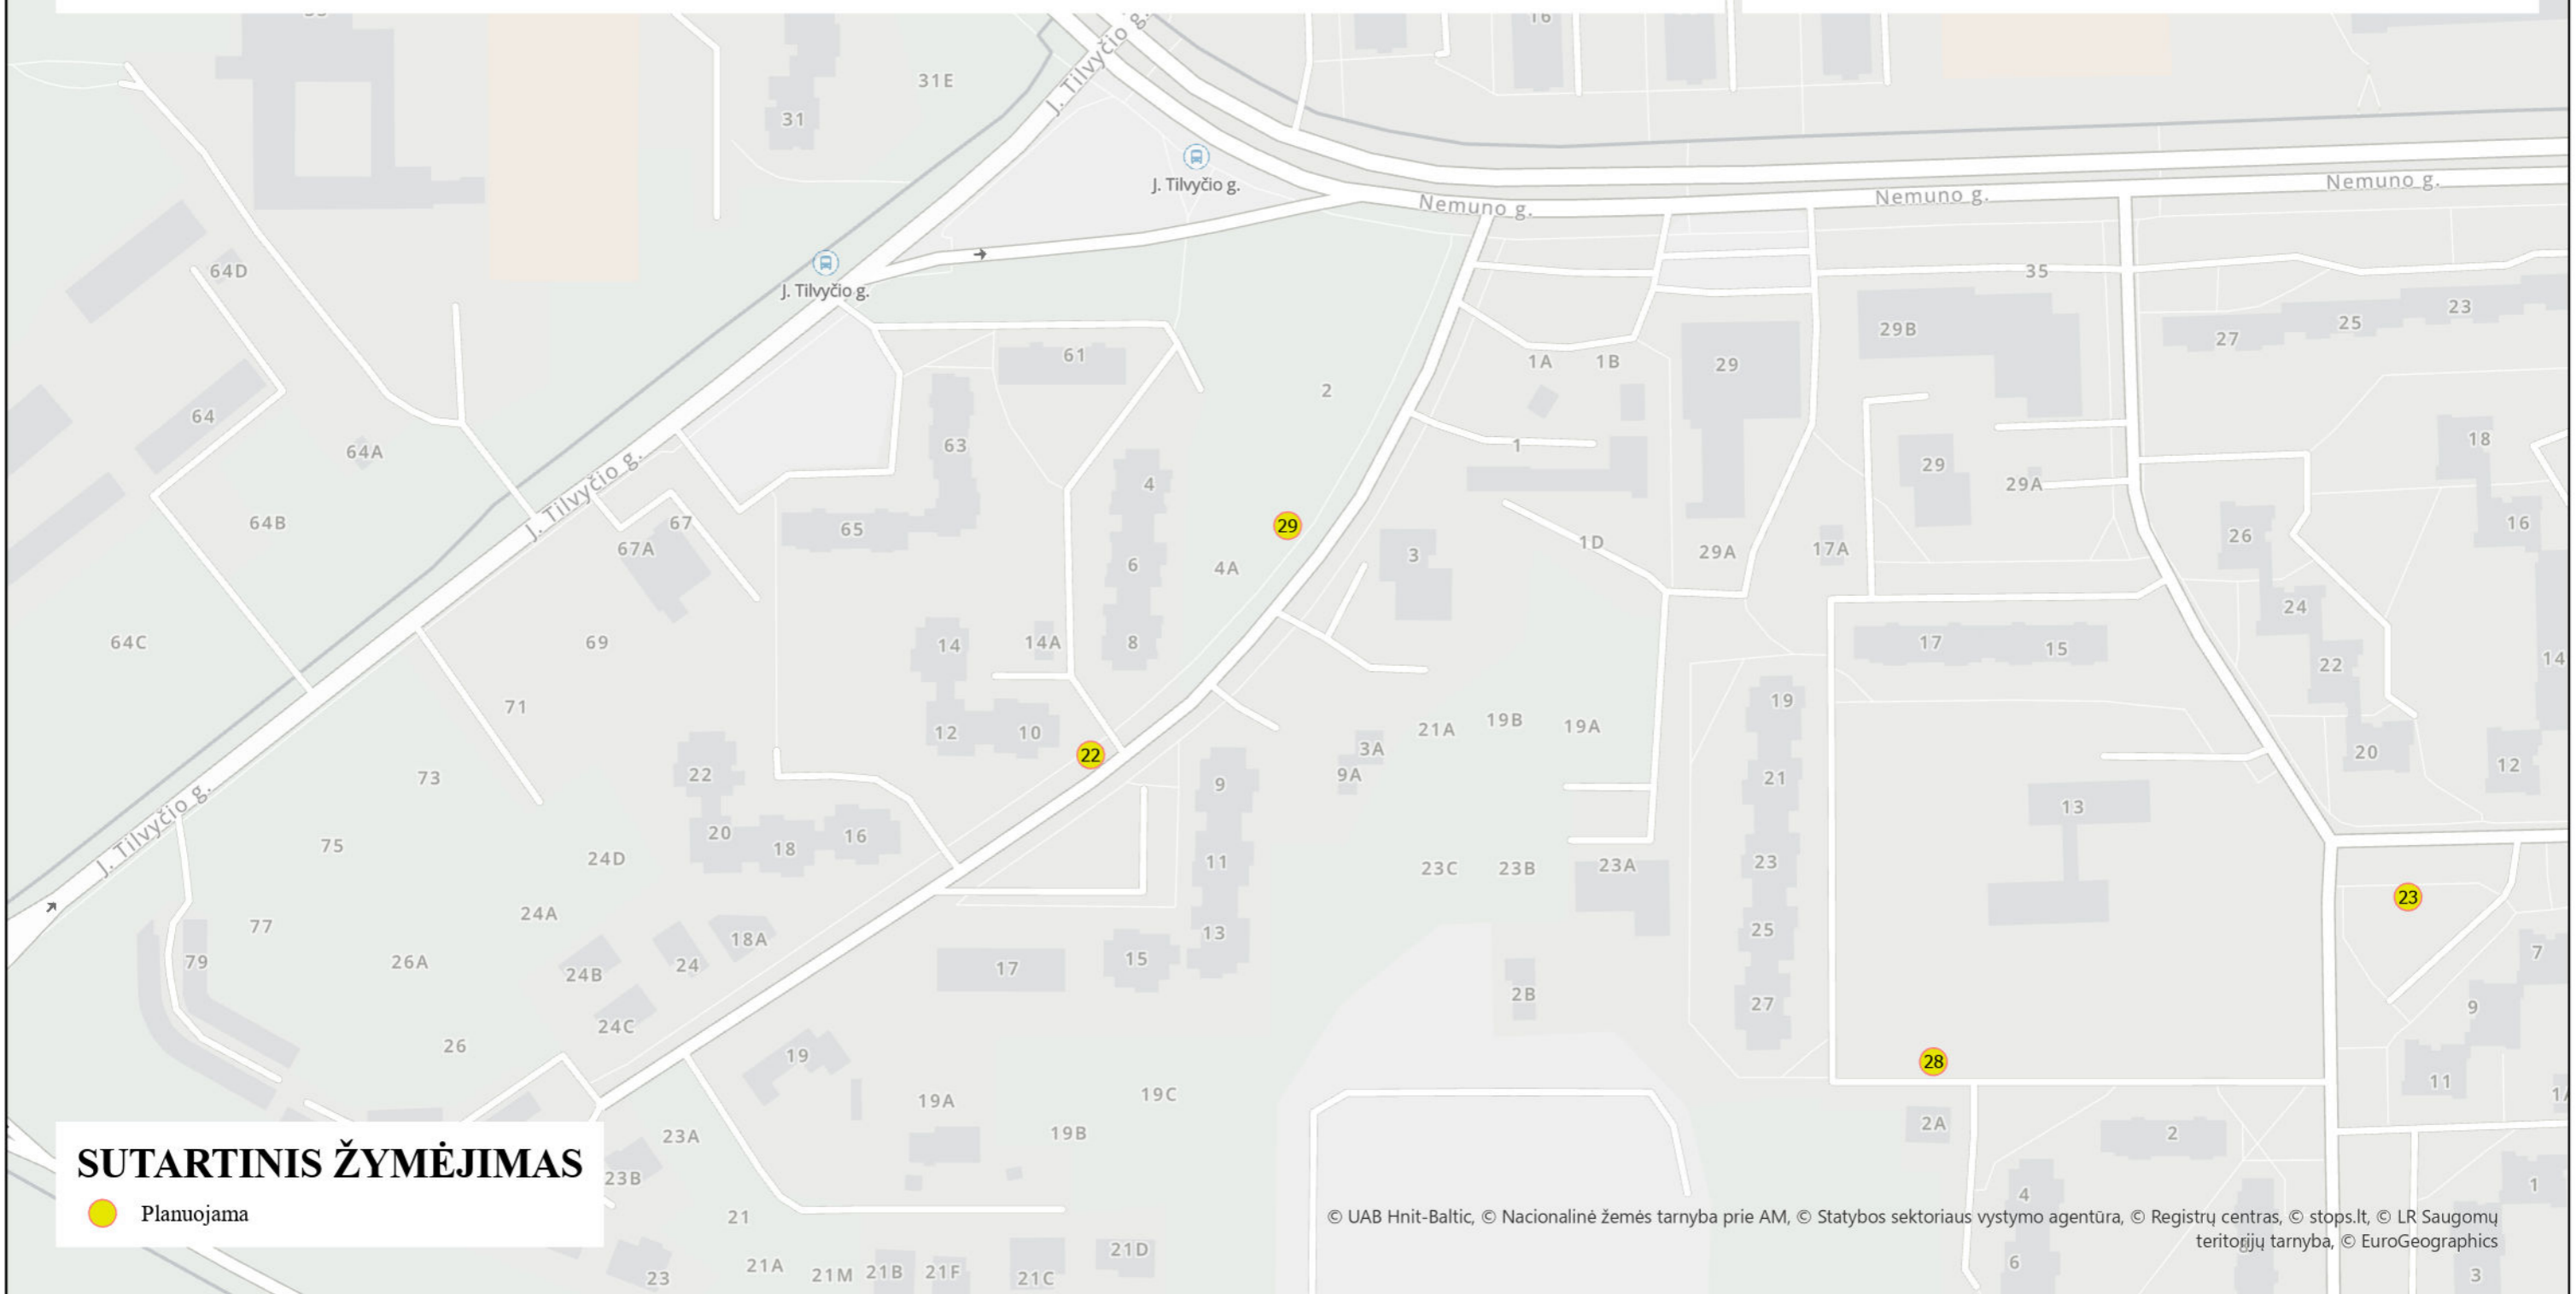 16
J. Tilvyčio g.
31E
31
J. Tilvyčio g.
Nemuno g.
Nemuno g.
Nemuno g.
64D
J. Tilvyčio g.
35
29B
27
25
23
61
1A
1B
29
2
64
64A
63
4
1
29
29A
18
J. Tilvyčio g.
64B
67
67A
65
29
6
4A
3
1D
29A
17A
26
16
64C
69
14
14A
8
17
15
24
22
14
71
12
10
22
21A
19B
19A
19
3A
9A
20
12
73
22
9
21
13
J. Tilvyčio g.
75
24D
20
18
16
11
23C
23B
23A
23
23
77
24A
18A
13
25
7
79
26A
24B
24
17
15
2B
27
9
26
24C
19
28
11
19A
19C
23A
19B
2A
2
SUTARTINIS ŽYMĖJIMAS
Planuojama
23B
21
4
1
© UAB Hnit-Baltic, © Nacionalinė žemės tarnyba prie AM, © Statybos sektoriaus vystymo agentūra, © Registrų centras, © stops.lt, © LR Saugomų
teritorijų tarnyba, © EuroGeographics
23
21A
21M
21B
21F
21C
21D
6
3